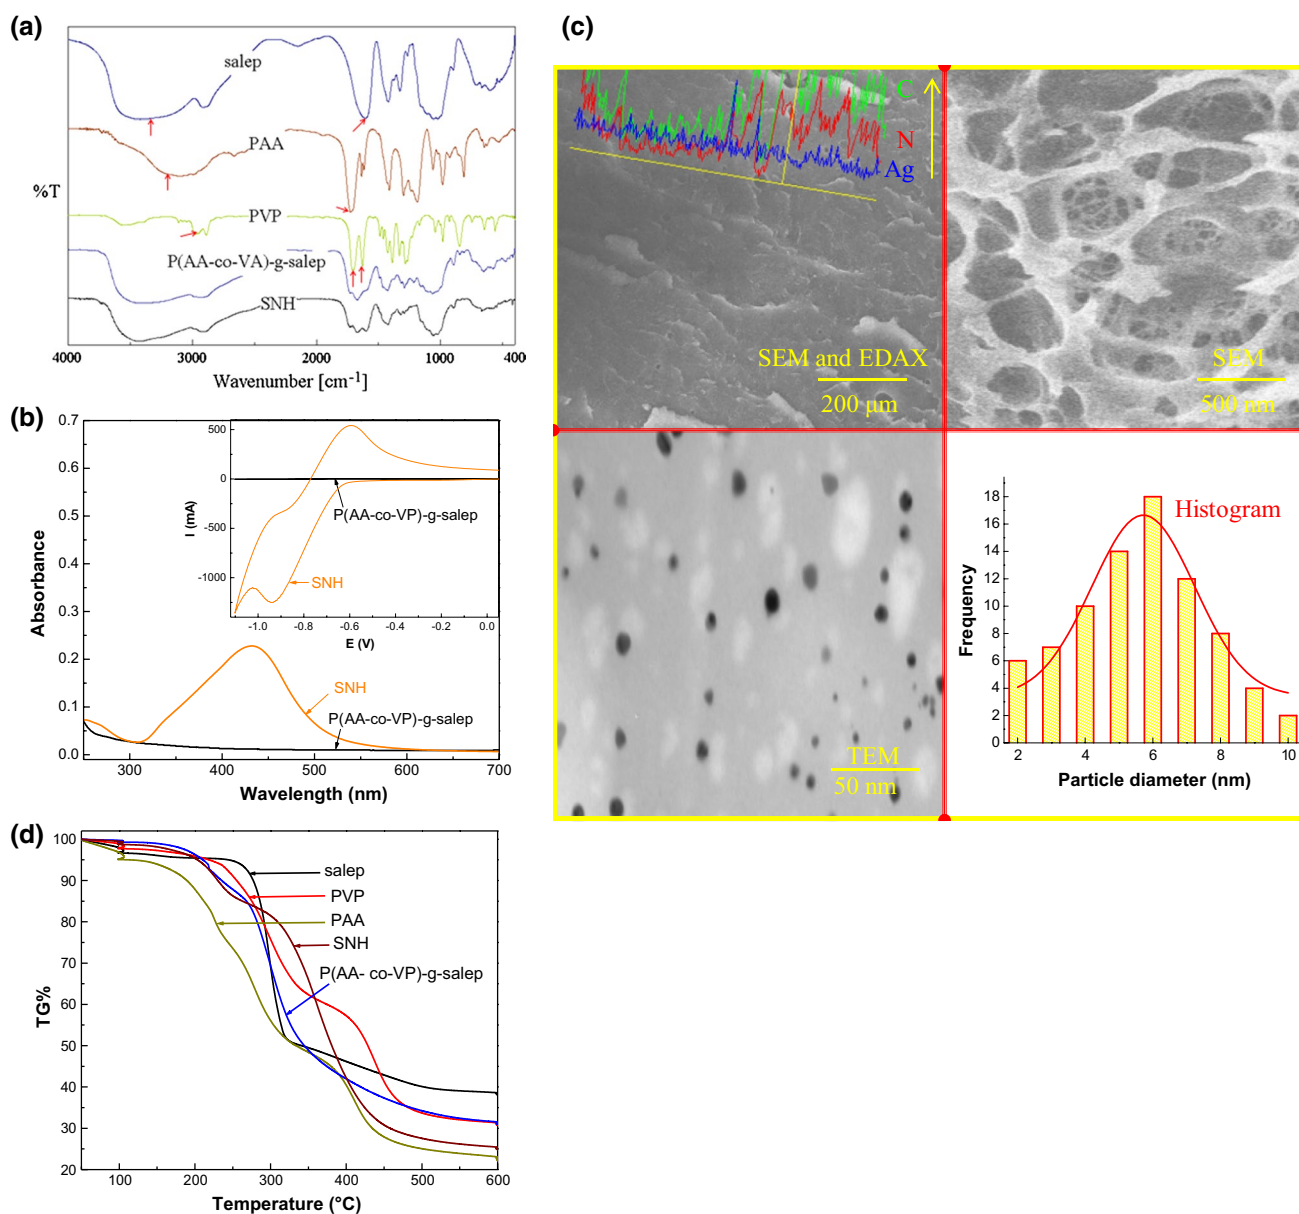 (a)
salep
PAA
%T
PVP
P(AA-co-VA)-g-salep
SNH
4000 3000 2000 1000 400
Wavenumber [cm-1]
(b)
0.7
0.6
0.5
0.4
0.3
0.2
0.1
0.0
Absorbance
300 400 500 600 700
Wavelength (nm)
SNH
P(AA-co-VP)-g-salep
500
0
-500
-1000
I (mA)
P(AA-co-VP)-g-salep
SNH
-1.0 -0.8 -0.6 -0.4 -0.2 0.0
E (V)
(c)
C
N
Ag
SEM and EDAX
200 μm
SEM
500 nm
TEM
50 nm
Histogram
18
16
14
12
10
8
6
4
2
0
Frequency
2 4 6 8 10
Particle diameter (nm)
(d)
100
90
80
70
60
50
40
30
20
TG%
salep
PVP
PAA
SNH
P(AA- co-VP)-g-salep
100 200 300 400 500 600
Temperature (°C)